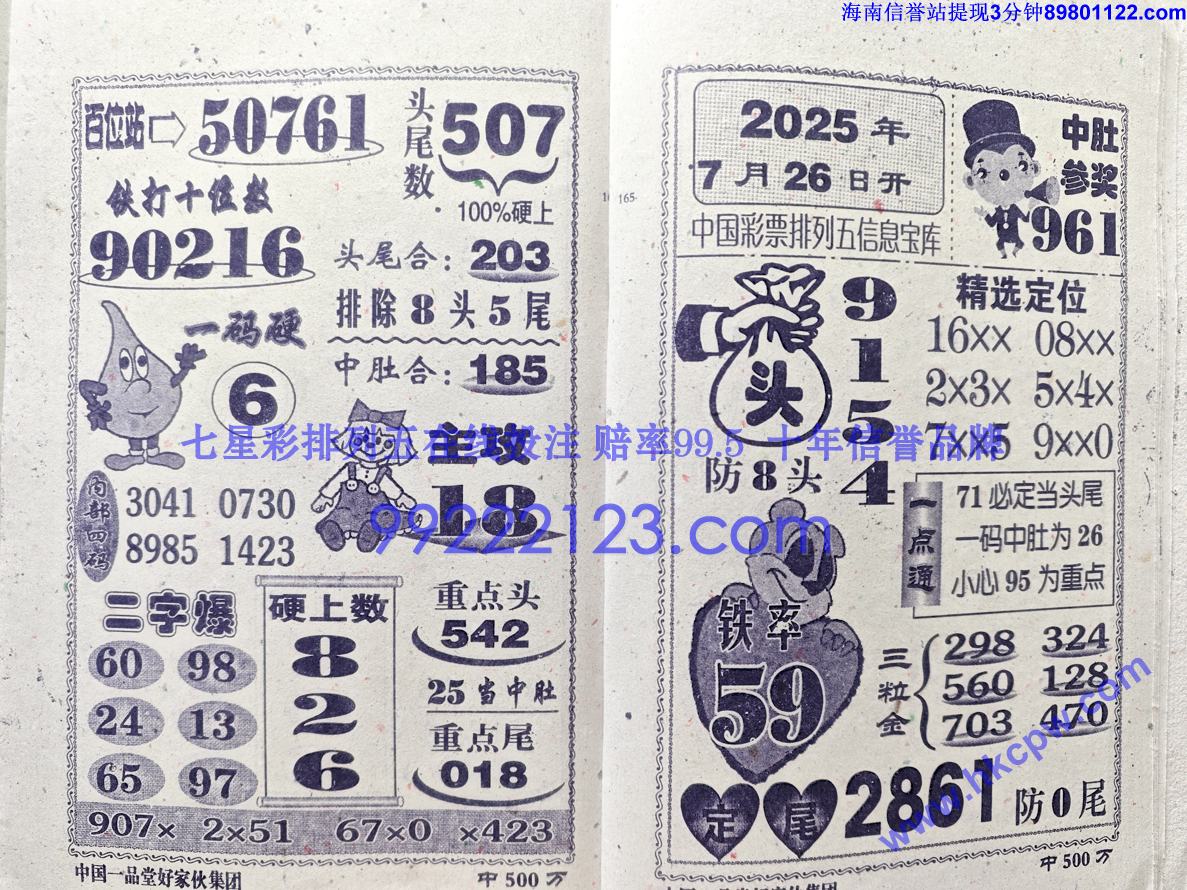 海南信誉站提现3分钟89801122.com
百位站 50761
头尾数
507
100%硬上
铁打十位数
90216
头尾合: 203
排除8头5尾
一码硬
6
中肚合: 185
主攻
18
内部四码
3041 0730
8985 1423
二字爆
60 98
24 13
65 97
硬上数
8
2
6
重点头
542
25当中肚
重点尾
018
907× 2×51 67×0 ×423
中国一品堂好家伙集团
中500万
165
2025年
7月26日开
中国彩票排列五信息宝库
中肚
参奖
961
头
9
1
5
4
防8头
精选定位
16×× 08××
2×3× 5×4×
7××5 9××0
一点通
71必定当头尾
一码中肚为26
小心95为重点
铁率
59
三粒金
298 324
560 128
703 470
定尾
2861
防0尾
中500万
七星彩排列五在线投注 赔率99.5 十年信誉品牌
99222123.com
www.hkcpw.com